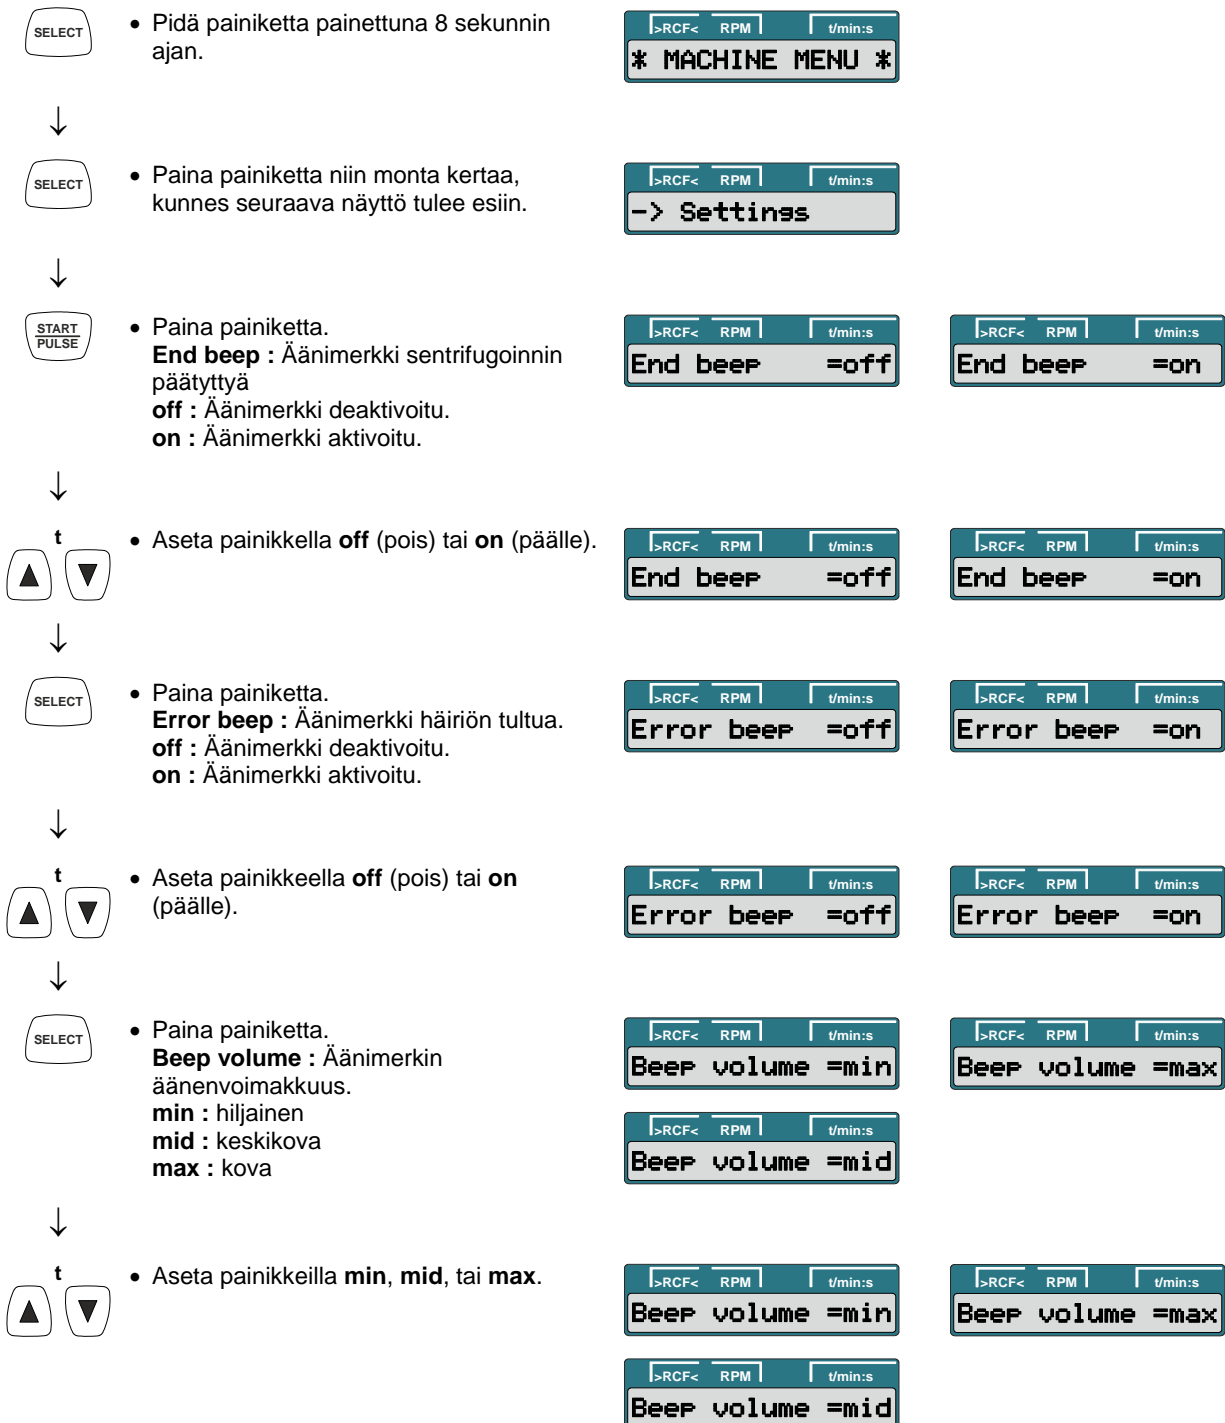 SELECT
• Pidä painiketta painettuna 8 sekunnin
ajan.
>RCF< RPM t/min:s
* MACHINE MENU *
↓
SELECT
• Paina painiketta niin monta kertaa,
kunnes seuraava näyttö tulee esiin.
>RCF< RPM t/min:s
-> Settings
↓
START
PULSE
• Paina painiketta.
End beep : Äänimerkki sentrifugoinnin
päätyttyä
off : Äänimerkki deaktivoitu.
on : Äänimerkki aktivoitu.
>RCF< RPM t/min:s
End beep =off
>RCF< RPM t/min:s
End beep =on
↓
t
▲ ▼
• Aseta painikkella off (pois) tai on (päälle).
>RCF< RPM t/min:s
End beep =off
>RCF< RPM t/min:s
End beep =on
↓
SELECT
• Paina painiketta.
Error beep : Äänimerkki häiriön tultua.
off : Äänimerkki deaktivoitu.
on : Äänimerkki aktivoitu.
>RCF< RPM t/min:s
Error beep =off
>RCF< RPM t/min:s
Error beep =on
↓
t
▲ ▼
• Aseta painikkeella off (pois) tai on
(päälle).
>RCF< RPM t/min:s
Error beep =off
>RCF< RPM t/min:s
Error beep =on
↓
SELECT
• Paina painiketta.
Beep volume : Äänimerkin
äänenvoimakkuus.
min : hiljainen
mid : keskikova
max : kova
>RCF< RPM t/min:s
Beep volume =min
>RCF< RPM t/min:s
Beep volume =max
>RCF< RPM t/min:s
Beep volume =mid
↓
t
▲ ▼
• Aseta painikkeilla min, mid, tai max.
>RCF< RPM t/min:s
Beep volume =min
>RCF< RPM t/min:s
Beep volume =max
>RCF< RPM t/min:s
Beep volume =mid